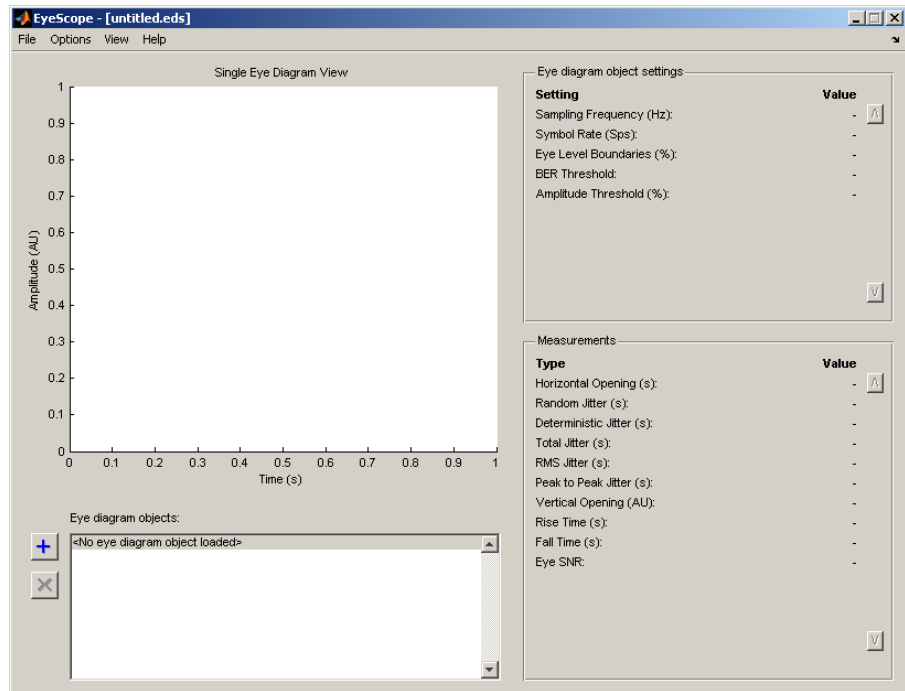 EyeScope - [untitled.eds]
File Options View Help
Single Eye Diagram View
1
0.9
0.8
0.7
0.6
0.5
0.4
0.3
0.2
0.1
0
Amplitude (AU)
0 0.1 0.2 0.3 0.4 0.5 0.6 0.7 0.8 0.9 1
Time (s)
Eye diagram objects:
<No eye diagram object loaded>
Eye diagram object settings
Setting Value
Sampling Frequency (Hz): -
Symbol Rate (Sps): -
Eye Level Boundaries (%): -
BER Threshold: -
Amplitude Threshold (%): -
Measurements
Type Value
Horizontal Opening (s): -
Random Jitter (s): -
Deterministic Jitter (s): -
Total Jitter (s): -
RMS Jitter (s): -
Peak to Peak Jitter (s): -
Vertical Opening (AU): -
Rise Time (s): -
Fall Time (s): -
Eye SNR: -